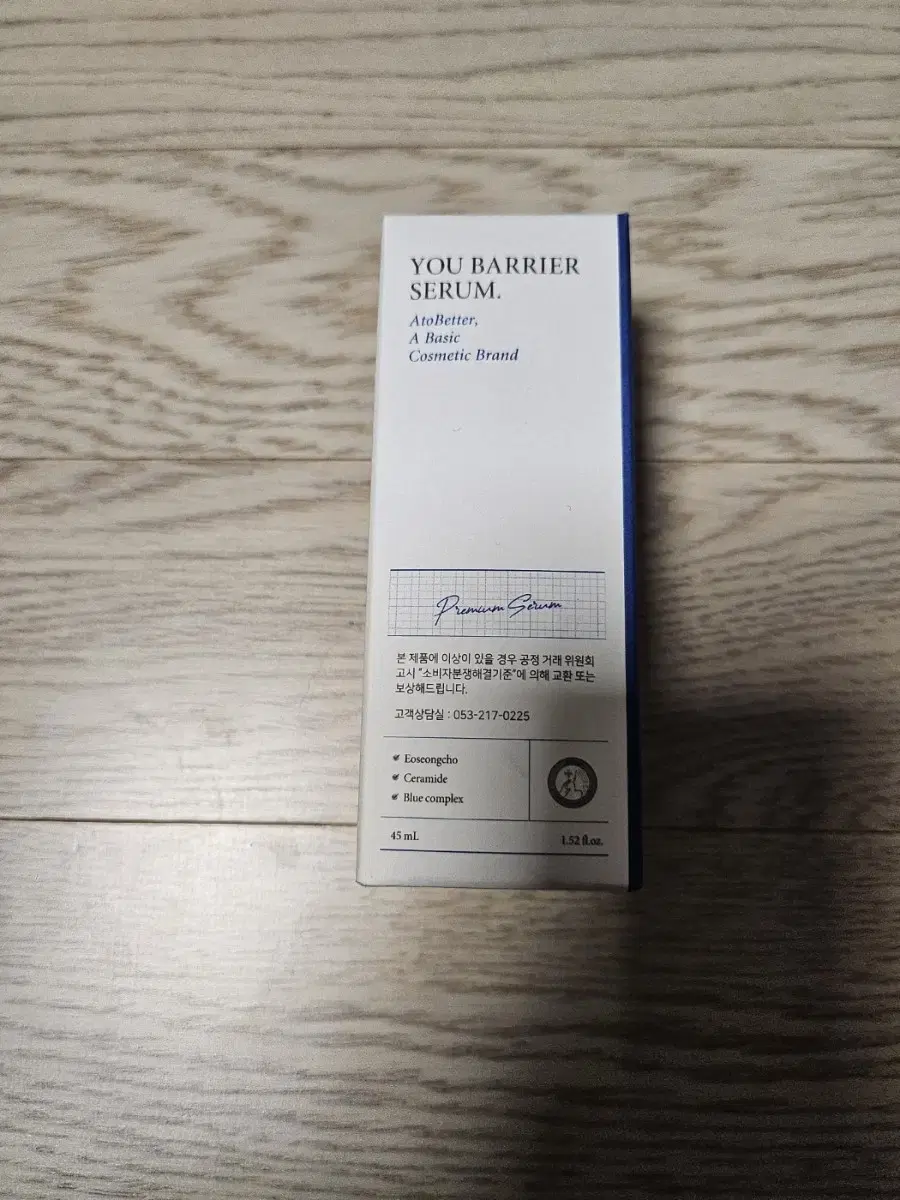 YOU BARRIER
SERUM.
AtoBetter,
A Basic
Cosmetic Brand
Premium Serum
본 제품에 이상이 있을 경우 공정 거래 위원회
고시 "소비자분쟁해결기준"에 의해 교환 또는
보상해드립니다.
고객상담실 : 053-217-0225
Eoseongcho
Ceramide
Blue complex
45 mL
1.52 fl.oz.